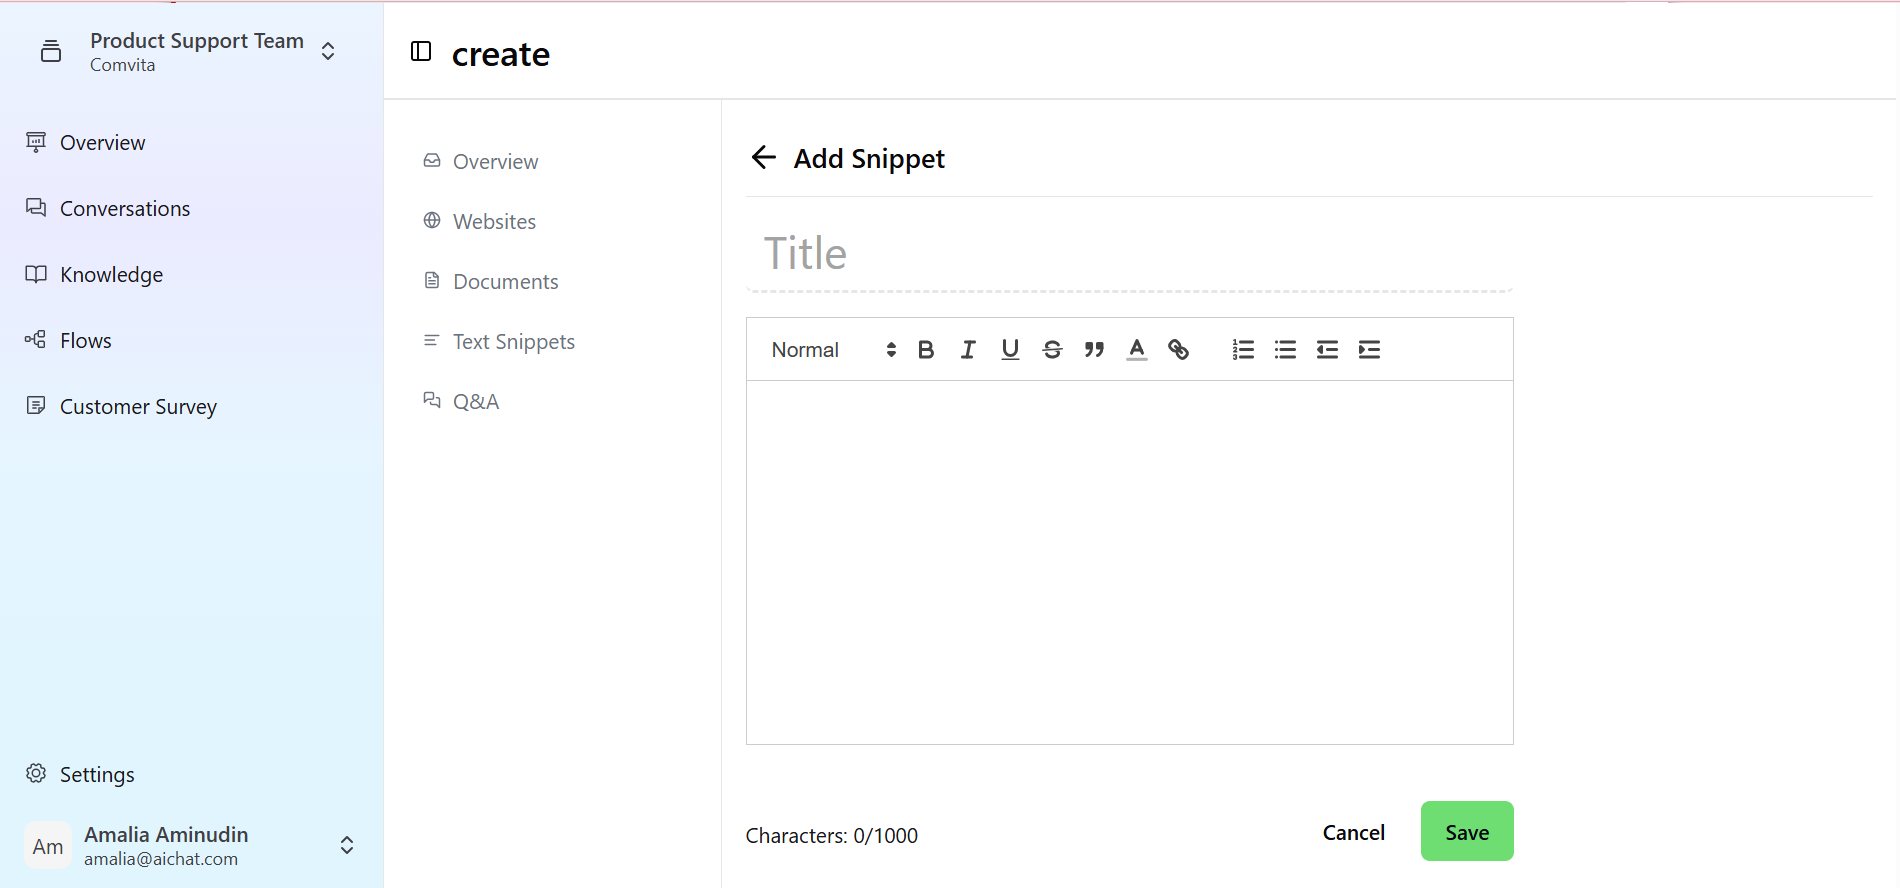 Product Support Team
Comvita
Overview
Conversations
Knowledge
Flows
Customer Survey
Settings
Am
Amalia Aminudin
amalia@aichat.com
create
Overview
Websites
Documents
Text Snippets
Q&A
Add Snippet
Title
Normal
Characters: 0/1000
Cancel
Save